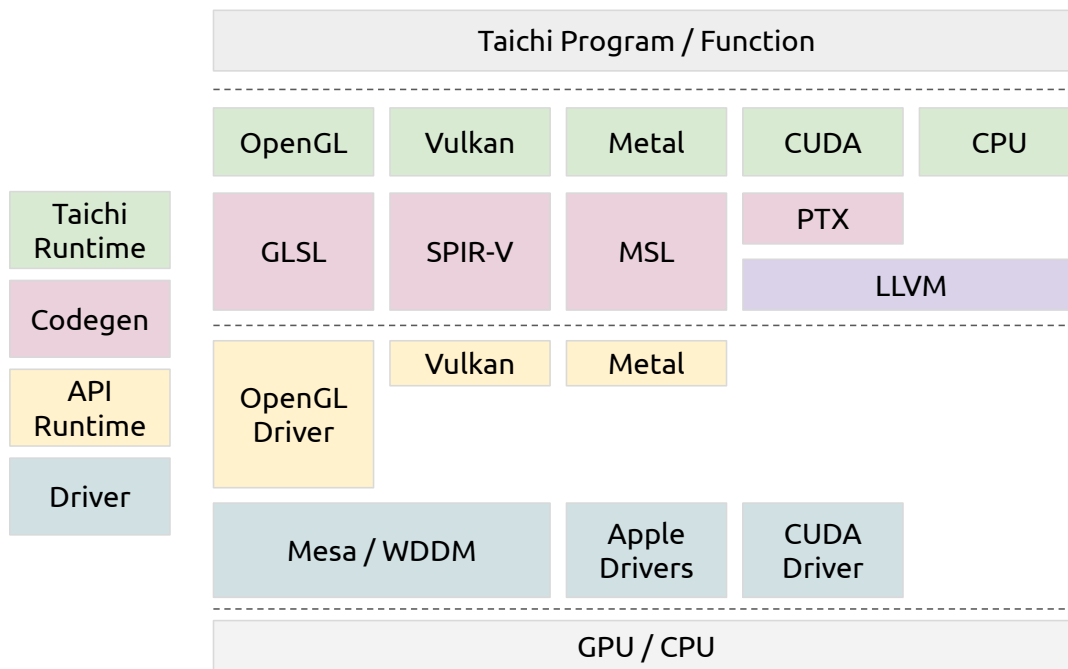 Taichi Program / Function
OpenGL
Vulkan
Metal
CUDA
CPU
Taichi
Runtime
Codegen
API
Runtime
Driver
GLSL
SPIR-V
MSL
PTX
LLVM
OpenGL
Driver
Vulkan
Metal
Mesa / WDDM
Apple
Drivers
CUDA
Driver
GPU / CPU